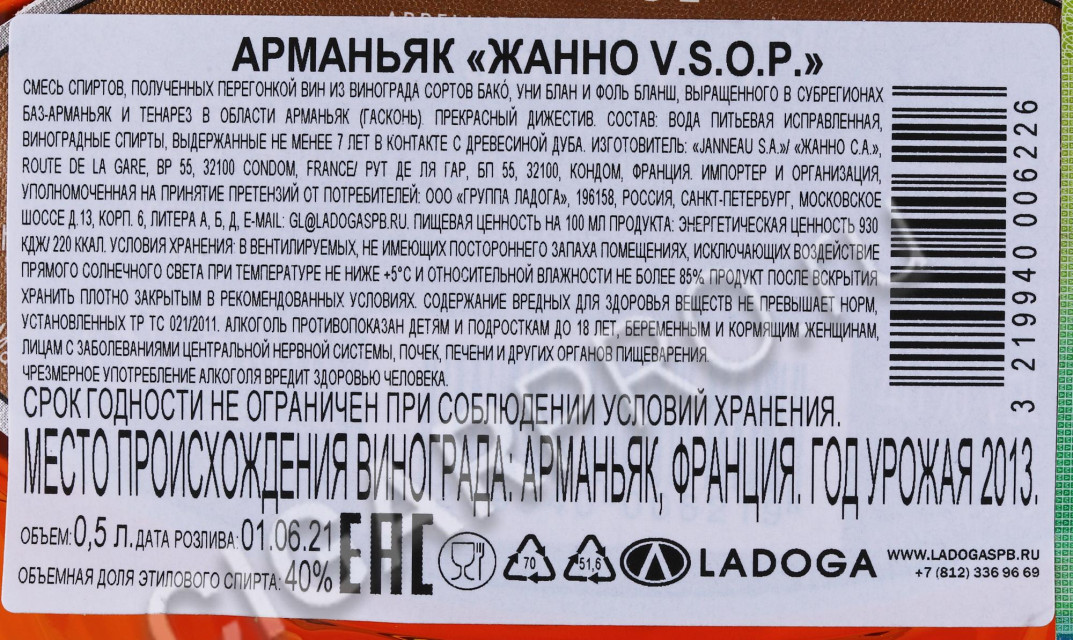 АРМАНЬЯК «ЖАННО V.S.O.P.»
СМЕСЬ СПИРТОВ, ПОЛУЧЕННЫХ ПЕРЕГОНКОЙ ВИН ИЗ ВИНОГРАДА СОРТОВ БАКÓ, УНИ БЛАН И ФОЛЬ БЛАНШ, ВЫРАЩЕННОГО В СУБРЕГИОНАХ
БАЗ-АРМАНЬЯК И ТЕНАРЕЗ В ОБЛАСТИ АРМАНЬЯК (ГАСКОНЬ). ПРЕКРАСНЫЙ ДИЖЕСТИВ. СОСТАВ: ВОДА ПИТЬЕВАЯ ИСПРАВЛЕННАЯ,
ВИНОГРАДНЫЕ СПИРТЫ, ВЫДЕРЖАННЫЕ НЕ МЕНЕЕ 7 ЛЕТ В КОНТАКТЕ С ДРЕВЕСИНОЙ ДУБА. ИЗГОТОВИТЕЛЬ: «JANNEAU S.A.»/ «ЖАННО С.А.»,
ROUTE DE LA GARE, BP 55, 32100 CONDOM, FRANCE/ РУТ ДЕ ЛЯ ГАР, БП 55, 32100, КОНДОМ, ФРАНЦИЯ. ИМПОРТЕР И ОРГАНИЗАЦИЯ,
УПОЛНОМОЧЕННАЯ НА ПРИНЯТИЕ ПРЕТЕНЗИЙ ОТ ПОТРЕБИТЕЛЕЙ: ООО «ГРУППА ЛАДОГА», 196158, РОССИЯ, САНКТ-ПЕТЕРБУРГ, МОСКОВСКОЕ
ШОССЕ Д.13, КОРП. 6, ЛИТЕРА А, Б, Д, E-MAIL: GL@LADOGASPB.RU. ПИЩЕВАЯ ЦЕННОСТЬ НА 100 МЛ ПРОДУКТА: ЭНЕРГЕТИЧЕСКАЯ ЦЕННОСТЬ 930
КДЖ/ 220 ККАЛ. УСЛОВИЯ ХРАНЕНИЯ: В ВЕНТИЛИРУЕМЫХ, НЕ ИМЕЮЩИХ ПОСТОРОННЕГО ЗАПАХА ПОМЕЩЕНИЯХ, ИСКЛЮЧАЮЩИХ ВОЗДЕЙСТВИЕ
ПРЯМОГО СОЛНЕЧНОГО СВЕТА ПРИ ТЕМПЕРАТУРЕ НЕ НИЖЕ +5°С И ОТНОСИТЕЛЬНОЙ ВЛАЖНОСТИ НЕ БОЛЕЕ 85% ПРОДУКТ ПОСЛЕ ВСКРЫТИЯ
ХРАНИТЬ ПЛОТНО ЗАКРЫТЫМ В РЕКОМЕНДОВАННЫХ УСЛОВИЯХ. СОДЕРЖАНИЕ ВРЕДНЫХ ДЛЯ ЗДОРОВЬЯ ВЕЩЕСТВ НЕ ПРЕВЫШАЕТ НОРМ,
УСТАНОВЛЕННЫХ ТР ТС 021/2011. АЛКОГОЛЬ ПРОТИВОПОКАЗАН ДЕТЯМ И ПОДРОСТКАМ ДО 18 ЛЕТ, БЕРЕМЕННЫМ И КОРМЯЩИМ ЖЕНЩИНАМ,
ЛИЦАМ С ЗАБОЛЕВАНИЯМИ ЦЕНТРАЛЬНОЙ НЕРВНОЙ СИСТЕМЫ, ПОЧЕК, ПЕЧЕНИ И ДРУГИХ ОРГАНОВ ПИЩЕВАРЕНИЯ.
ЧРЕЗМЕРНОЕ УПОТРЕБЛЕНИЕ АЛКОГОЛЯ ВРЕДИТ ЗДОРОВЬЮ ЧЕЛОВЕКА.
СРОК ГОДНОСТИ НЕ ОГРАНИЧЕН ПРИ СОБЛЮДЕНИИ УСЛОВИЙ ХРАНЕНИЯ.
МЕСТО ПРОИСХОЖДЕНИЯ ВИНОГРАДА: АРМАНЬЯК, ФРАНЦИЯ. ГОД УРОЖАЯ 2013.
ОБЪЕМ: 0,5 Л. ДАТА РОЗЛИВА: 01.06.21
ОБЪЕМНАЯ ДОЛЯ ЭТИЛОВОГО СПИРТА: 40%
EAC
70
51,6
LADOGA
WWW.LADOGASPB.RU
+7 (812) 336 96 69
3 219940 006226
CIGARPRO.ru